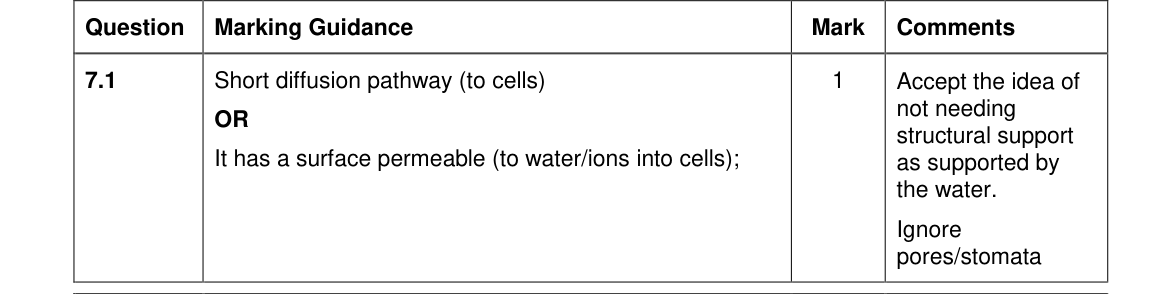 Question Marking Guidance Mark Comments
7.1 Short diffusion pathway (to cells) 1 Accept the idea of
OR not needing
structural support
It has a surface permeable (to water/ions into cells); as supported by
the water.
Ignore
pores/stomata